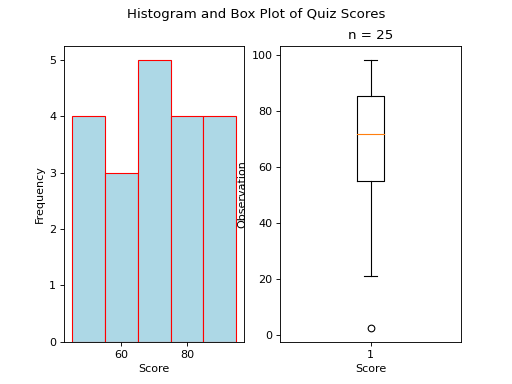 Histogram and Box Plot of Quiz Scores
n = 25
Frequency
5
4
3
2
1
0
60 80
Score
Observation
100
80
60
40
20
0
1
Score